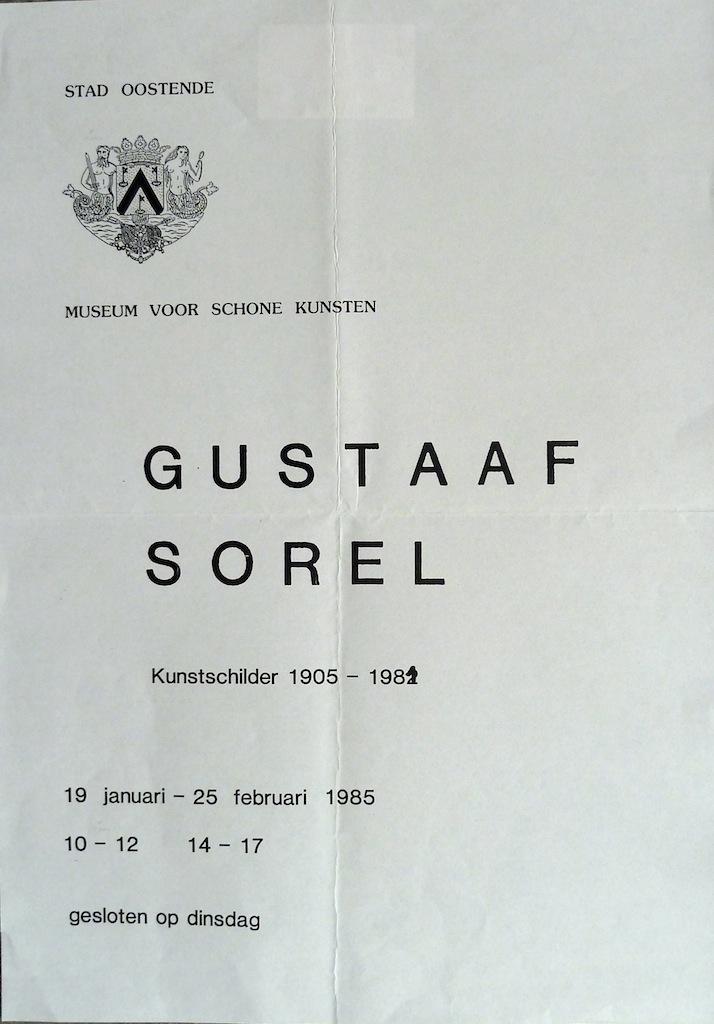 STAD OOSTENDE
MUSEUM VOOR SCHONE KUNSTEN
GUSTAAF
SOREL
Kunstschilder 1905 – 1981
19 januari – 25 februari 1985
10 – 12 14 – 17
gesloten op dinsdag